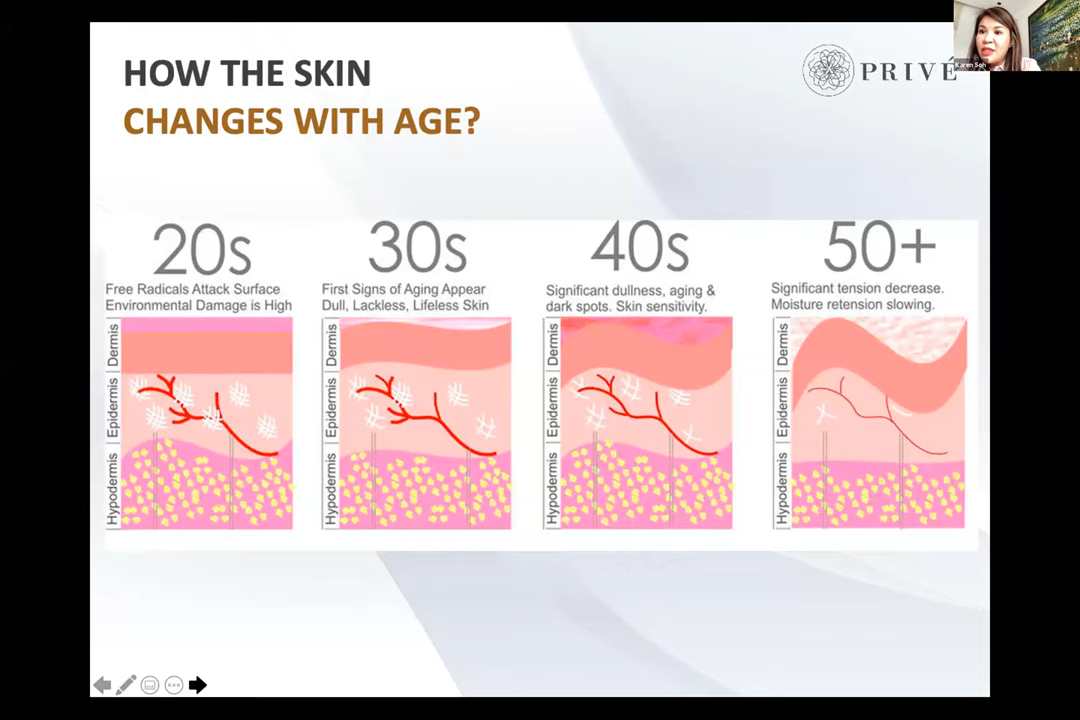 HOW THE SKIN
CHANGES WITH AGE?
PRIVÉ
Karen Soh
20s
Free Radicals Attack Surface
Environmental Damage is High
Dermis
Epidermis
Hypodermis
30s
First Signs of Aging Appear
Dull, Lackless, Lifeless Skin
Dermis
Epidermis
Hypodermis
40s
Significant dullness, aging &
dark spots. Skin sensitivity.
Dermis
Epidermis
Hypodermis
50+
Significant tension decrease.
Moisture retension slowing.
Dermis
Epidermis
Hypodermis